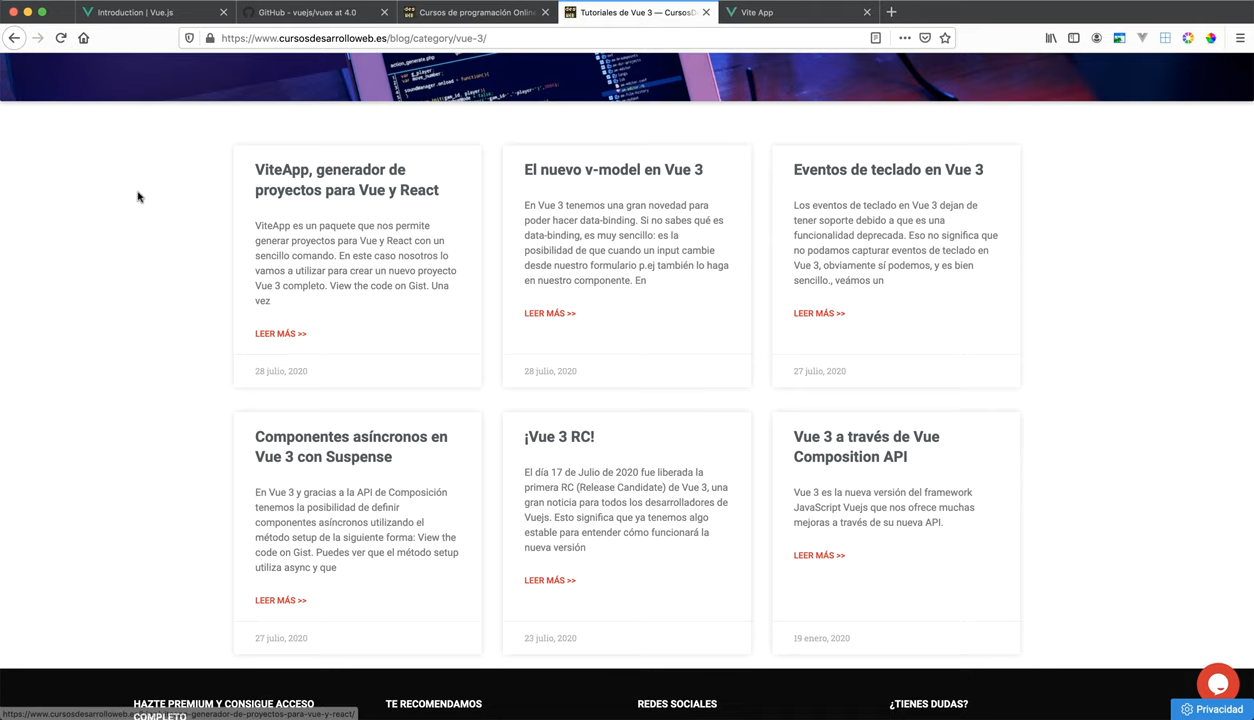 Introduction | Vue.js
GitHub - vuejs/vuex at 4.0
Cursos de programación Online
Tutoriales de Vue 3 — CursosD
Vite App
https://www.cursosdesarrolloweb.es/blog/category/vue-3/
action_generate.php
ViteApp, generador de
proyectos para Vue y React
ViteApp es un paquete que nos permite
generar proyectos para Vue y React con un
sencillo comando. En este caso nosotros lo
vamos a utilizar para crear un nuevo proyecto
Vue 3 completo. View the code on Gist. Una
vez
LEER MÁS >>
28 julio, 2020
El nuevo v-model en Vue 3
En Vue 3 tenemos una gran novedad para
poder hacer data-binding. Si no sabes qué es
data-binding, es muy sencillo: es la
posibilidad de que cuando un input cambie
desde nuestro formulario p.ej también lo haga
en nuestro componente. En
LEER MÁS >>
28 julio, 2020
Eventos de teclado en Vue 3
Los eventos de teclado en Vue 3 dejan de
tener soporte debido a que es una
funcionalidad deprecada. Eso no significa que
no podamos capturar eventos de teclado en
Vue 3, obviamente sí podemos, y es bien
sencillo., veámos un
LEER MÁS >>
27 julio, 2020
Componentes asíncronos en
Vue 3 con Suspense
En Vue 3 y gracias a la API de Composición
tenemos la posibilidad de definir
componentes asíncronos utilizando el
método setup de la siguiente forma: View the
code on Gist. Puedes ver que el método setup
utiliza async y que
LEER MÁS >>
27 julio, 2020
¡Vue 3 RC!
El día 17 de Julio de 2020 fue liberada la
primera RC (Release Candidate) de Vue 3, una
gran noticia para todos los desarrolladores de
Vuejs. Esto significa que ya tenemos algo
estable para entender cómo funcionará la
nueva versión
LEER MÁS >>
23 julio, 2020
Vue 3 a través de Vue
Composition API
Vue 3 es la nueva versión del framework
JavaScript Vuejs que nos ofrece muchas
mejoras a través de su nueva API.
LEER MÁS >>
19 enero, 2020
HAZTE PREMIUM Y CONSIGUE ACCESO
COMPLETO
TE RECOMENDAMOS
REDES SOCIALES
¿TIENES DUDAS?
Privacidad